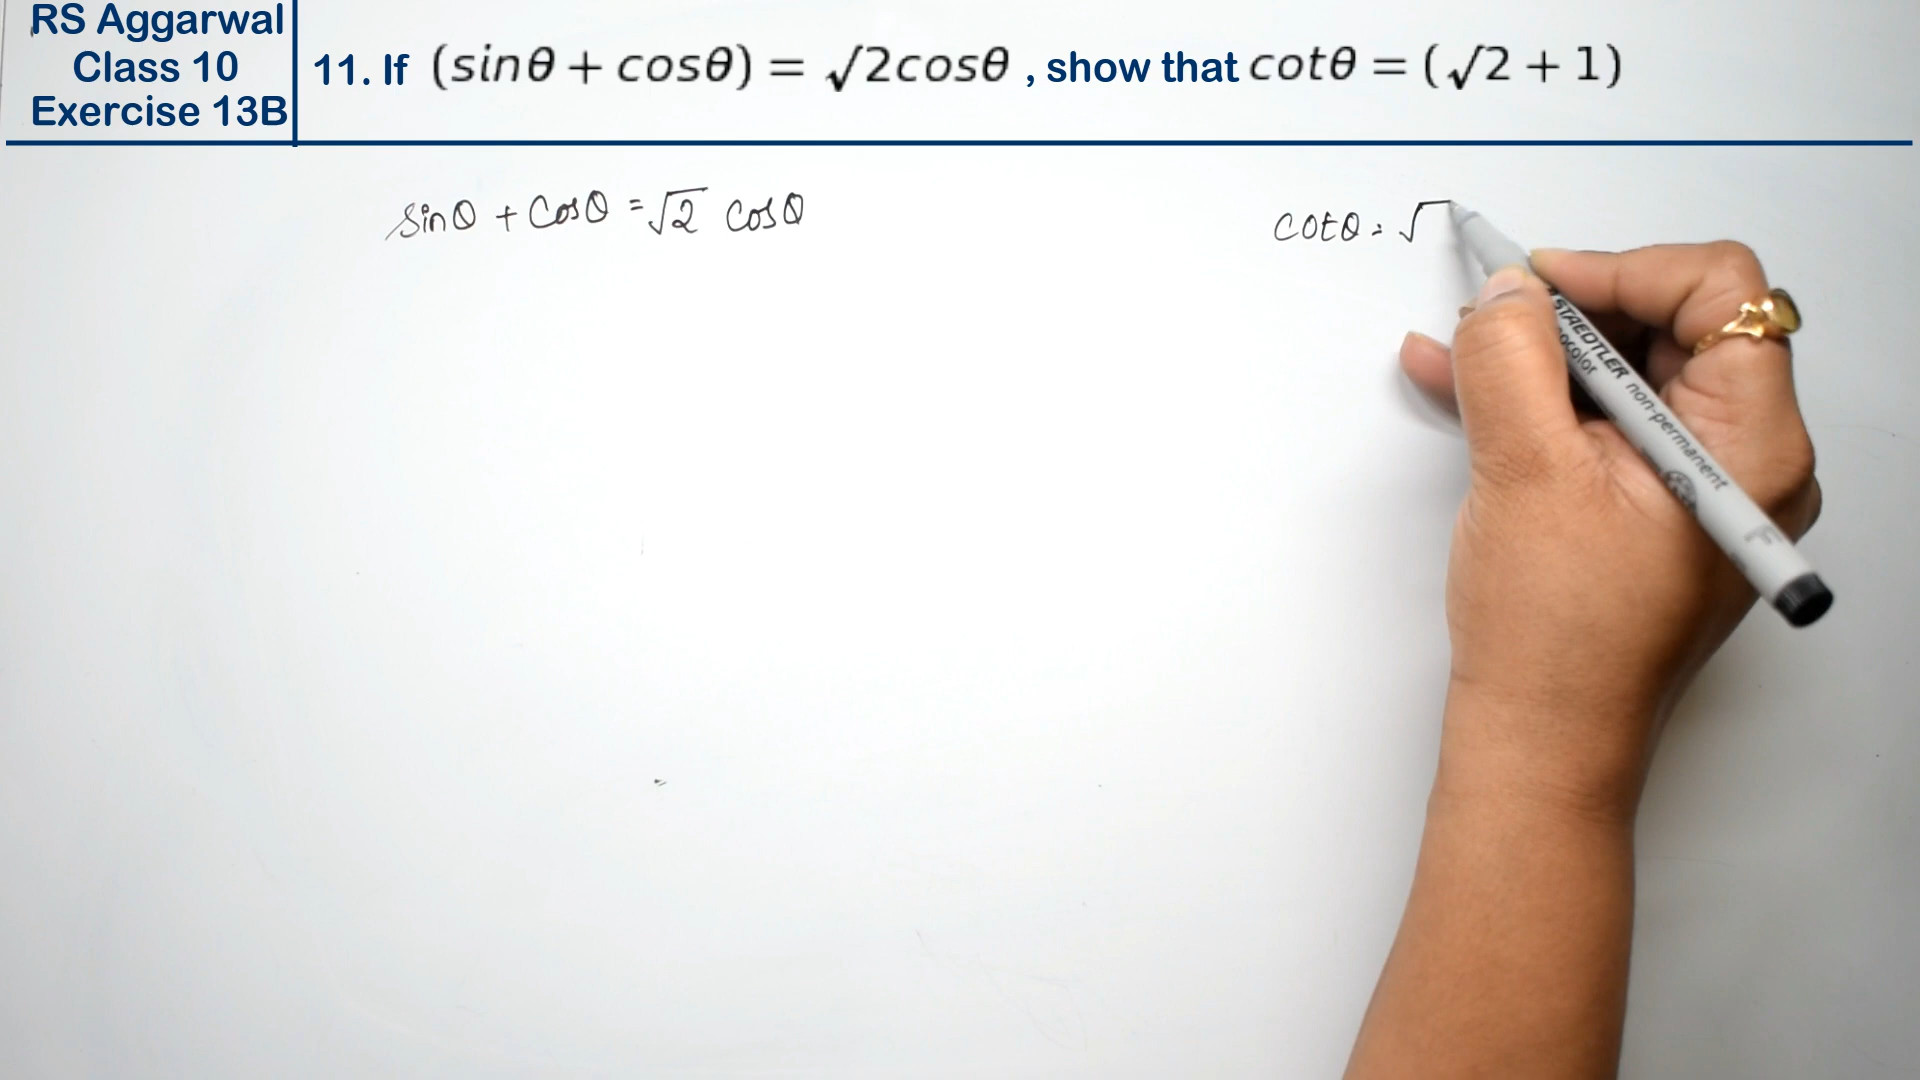 RS Aggarwal
Class 10
Exercise 13B
11. If (sinθ + cosθ) = √2cosθ , show that cotθ = (√2 + 1)
sinθ + cosθ = √2 cosθ
cotθ = √
STAEDTLER non-permanent
F